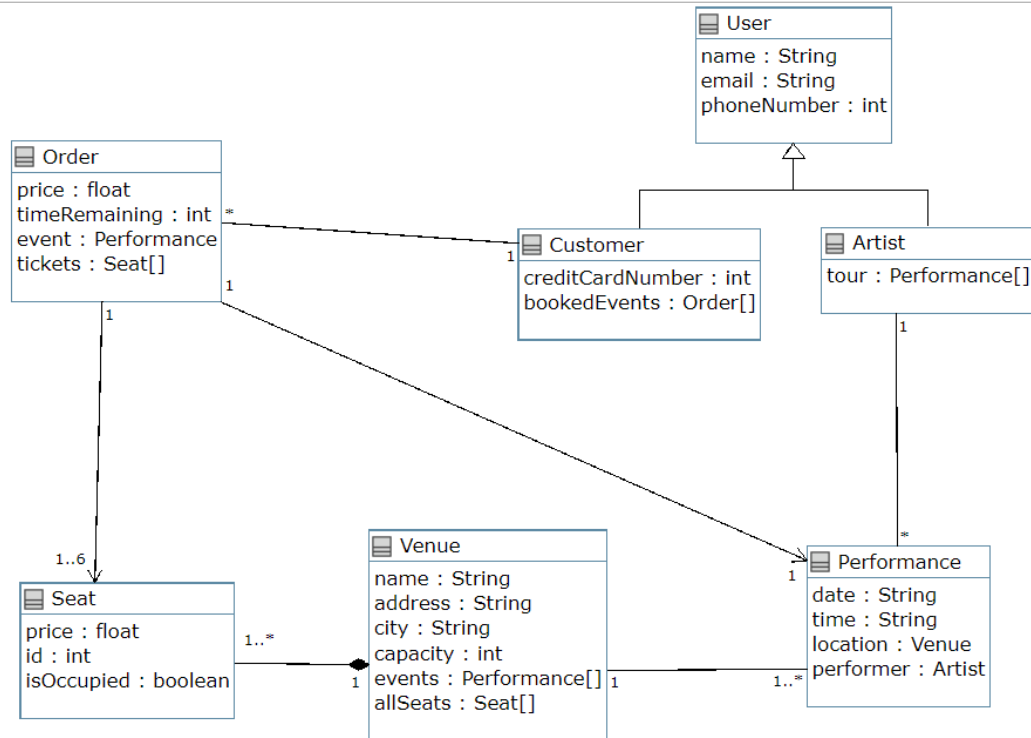 User
name : String
email : String
phoneNumber : int
Order
price : float
timeRemaining : int
event : Performance
tickets : Seat[]
*
1
Customer
creditCardNumber : int
bookedEvents : Order[]
Artist
tour : Performance[]
1
1
1
1..6
*
1
Seat
price : float
id : int
isOccupied : boolean
1..*
1
Venue
name : String
address : String
city : String
capacity : int
events : Performance[]
allSeats : Seat[]
1
1..*
Performance
date : String
time : String
location : Venue
performer : Artist